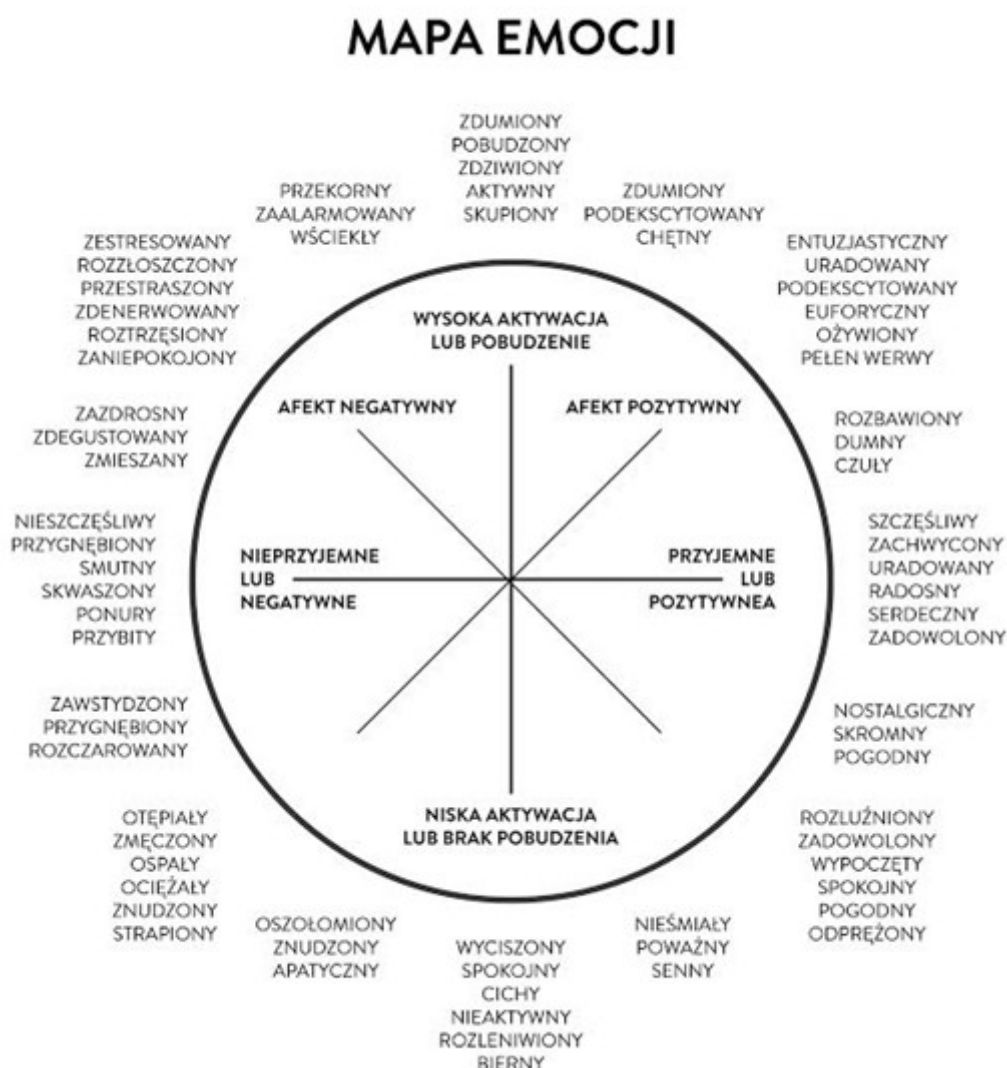 MAPA EMOCJI
ZDUMIONY
POBUDZONY
ZDZIWIONY
AKTYWNY
SKUPIONY
PRZEKORNY
ZAALARMOWANY
WŚCIEKŁY
ZDUMIONY
PODEKSCYTOWANY
CHĘTNY
ZESTRESOWANY
ROZZŁOSZCZONY
PRZESTRASZONY
ZDENERWOWANY
ROZTRZĘSIONY
ZANIEPOKOJONY
ENTUZJASTYCZNY
URADOWANY
PODEKSCYTOWANY
EUFORYCZNY
OŻYWIONY
PEŁEN WERWY
WYSOKA AKTYWACJA
LUB POBUDZENIE
AFEKT NEGATYWNY
AFEKT POZYTYWNY
ZAZDROSNY
ZDEGUSTOWANY
ZMIESZANY
ROZBAWIONY
DUMNY
CZUŁY
NIESZCZĘŚLIWY
PRZYGNĘBIONY
SMUTNY
SKWASZONY
PONURY
PRZYBITY
NIEPRZYJEMNE
LUB
NEGATYWNE
PRZYJEMNE
LUB
POZYTYWNEA
SZCZĘŚLIWY
ZACHWYCONY
URADOWANY
RADOSNY
SERDECZNY
ZADOWOLONY
ZAWSTYDZONY
PRZYGNĘBIONY
ROZCZAROWANY
NOSTALGICZNY
SKROMNY
POGODNY
NISKA AKTYWACJA
LUB BRAK POBUDZENIA
OTĘPIAŁY
ZMĘCZONY
OSPAŁY
OCIĘŻAŁY
ZNUDZONY
STRAPIONY
ROZLUŹNIONY
ZADOWOLONY
WYPOCZĘTY
SPOKOJNY
POGODNY
ODPRĘŻONY
OSZOŁOMIONY
ZNUDZONY
APATYCZNY
WYCISZONY
SPOKOJNY
CICHY
NIEAKTYWNY
ROZLENIWIONY
BIERNY
NIEŚMIAŁY
POWAŻNY
SENNY